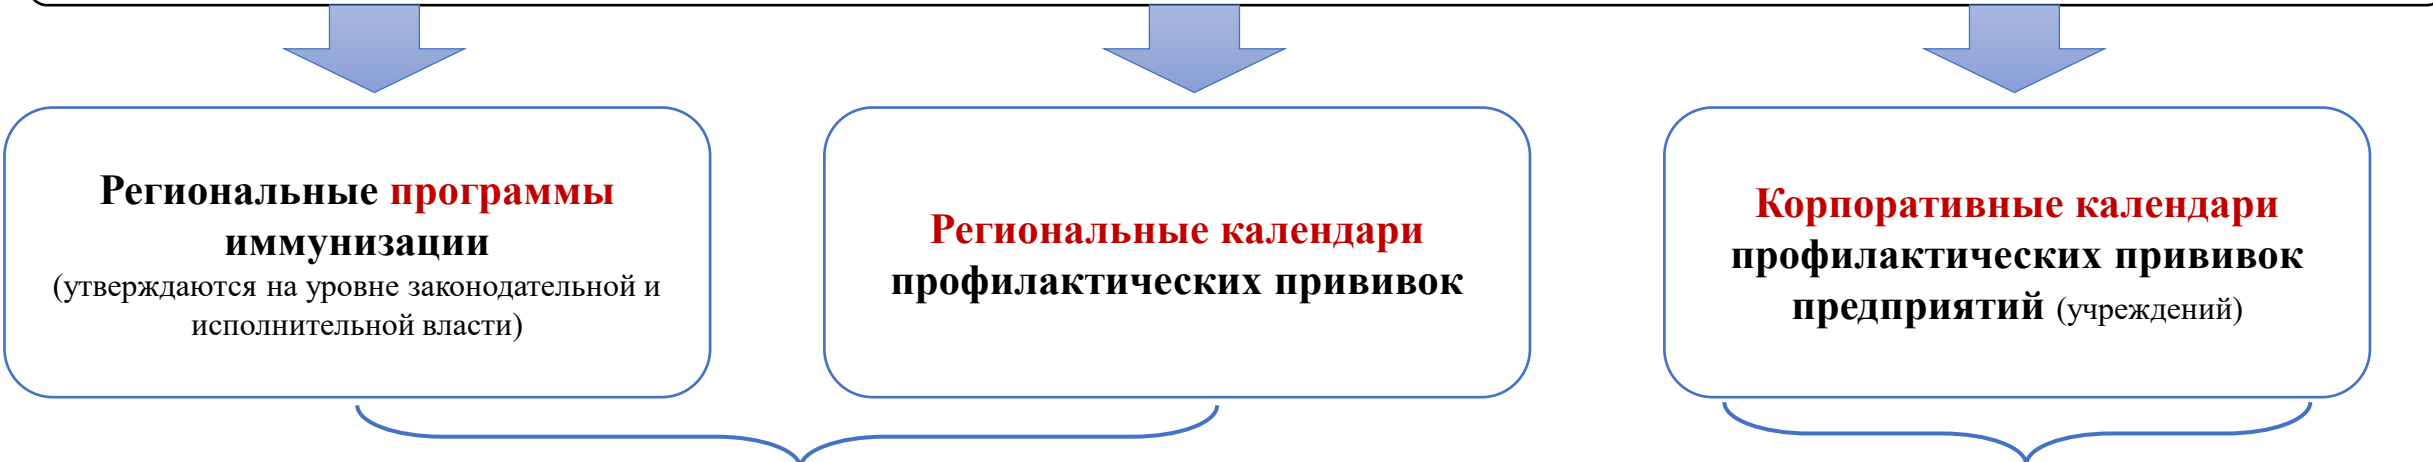 Региональные программы
иммунизации
(утверждаются на уровне законодательной и
исполнительной власти)
Региональные календари
профилактических прививок
Корпоративные календари
профилактических прививок
предприятий (учреждений)